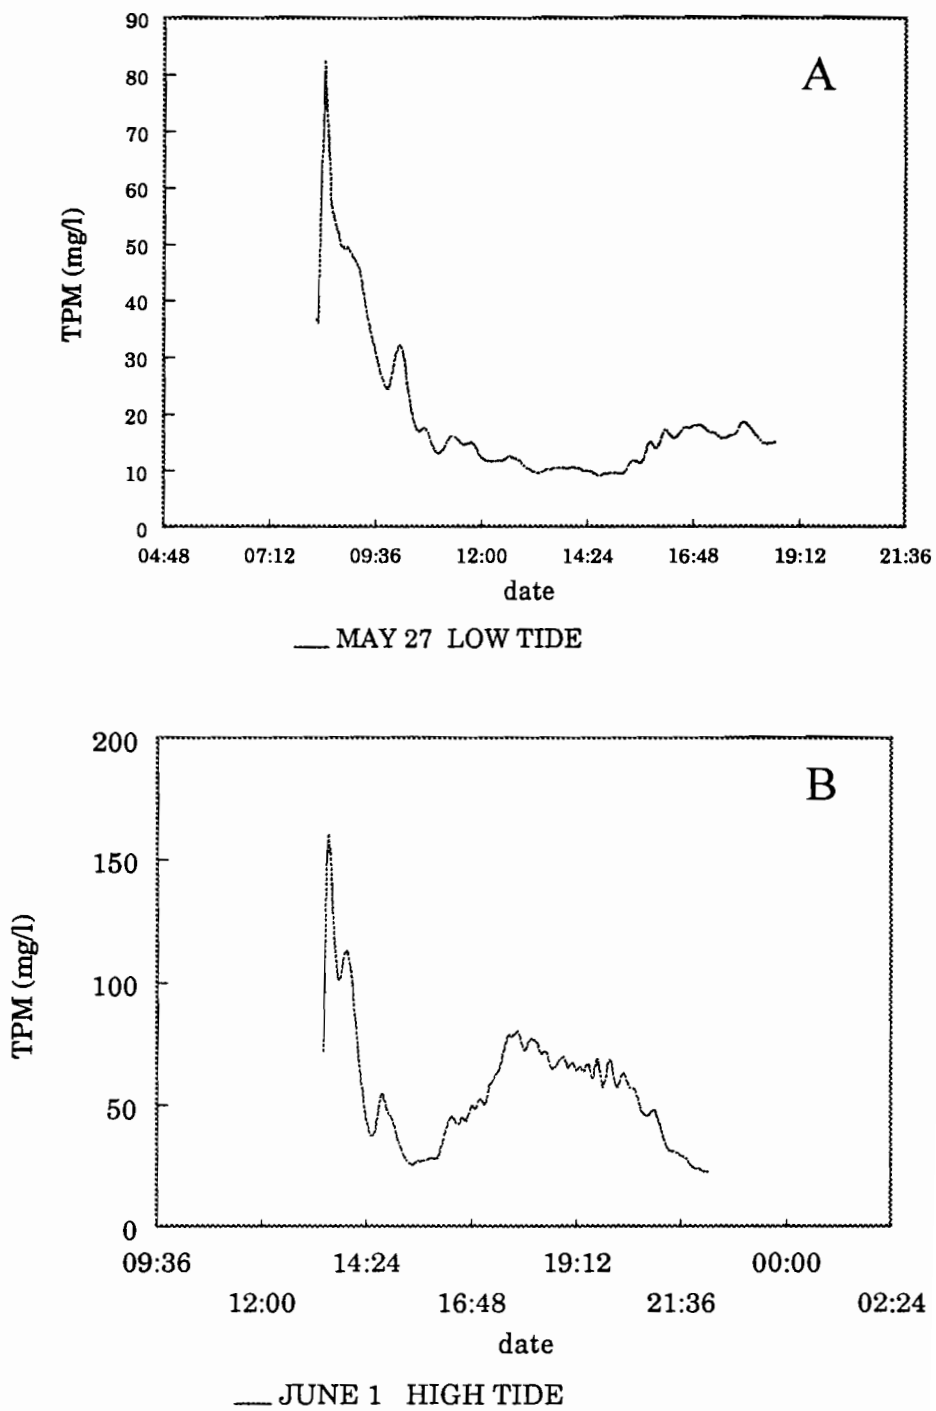 A
TPM (mg/l)
90
80
70
60
50
40
30
20
10
0
04:48 07:12 09:36 12:00 14:24 16:48 19:12 21:36
date
MAY 27 LOW TIDE
B
TPM (mg/l)
200
150
100
50
0
09:36 14:24 19:12 00:00
12:00 16:48 21:36 02:24
date
JUNE 1 HIGH TIDE